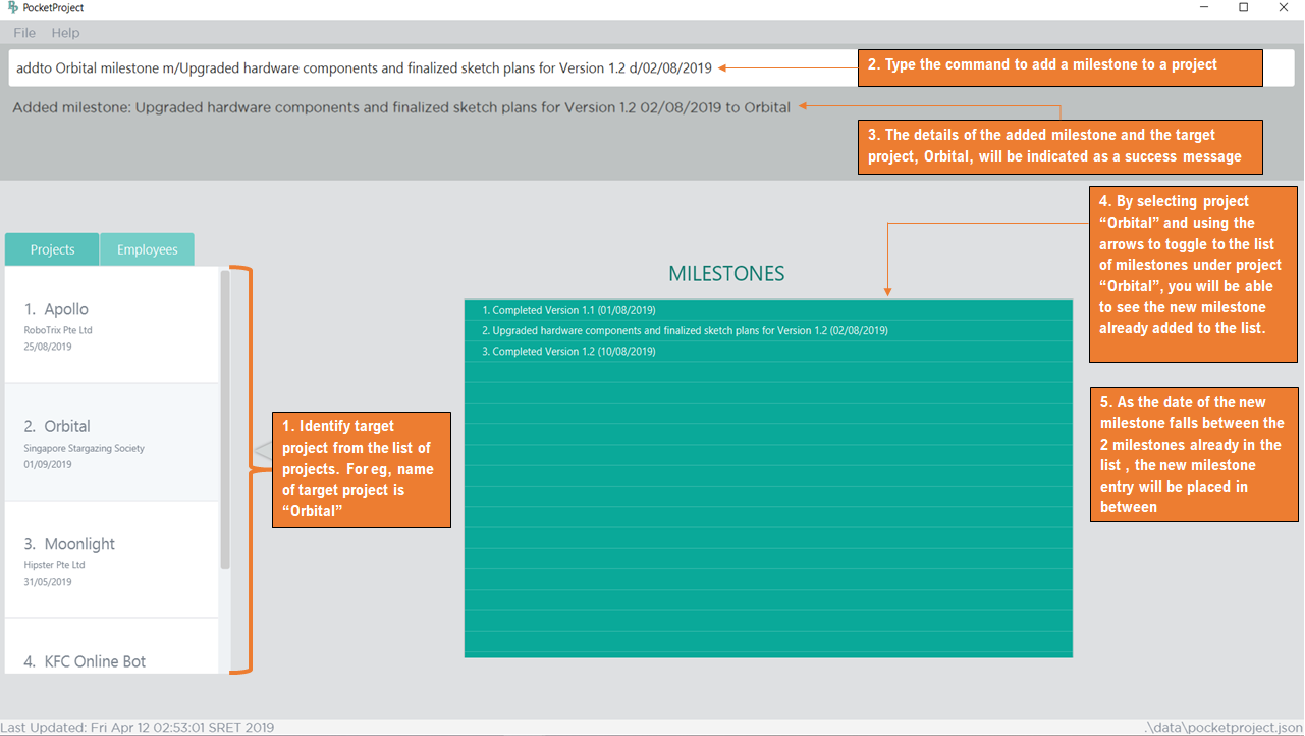 PocketProject
File Help
addto Orbital milestone m/Upgraded hardware components and finalized sketch plans for Version 1.2 d/02/08/2019
2. Type the command to add a milestone to a project
Added milestone: Upgraded hardware components and finalized sketch plans for Version 1.2 02/08/2019 to Orbital
3. The details of the added milestone and the target
project, Orbital, will be indicated as a success message
4. By selecting project
“Orbital” and using the
arrows to toggle to the list
of milestones under project
“Orbital”, you will be able
to see the new milestone
already added to the list.
Projects Employees
1. Apollo
RoboTrix Pte Ltd
25/08/2019
2. Orbital
Singapore Stargazing Society
01/09/2019
3. Moonlight
Hipster Pte Ltd
31/05/2019
4. KFC Online Bot
1. Identify target
project from the list of
projects. For eg, name
of target project is
“Orbital”
MILESTONES
1. Completed Version 1.1 (01/08/2019)
2. Upgraded hardware components and finalized sketch plans for Version 1.2 (02/08/2019)
3. Completed Version 1.2 (10/08/2019)
5. As the date of the new
milestone falls between the
2 milestones already in the
list , the new milestone
entry will be placed in
between
Last Updated: Fri Apr 12 02:53:01 SRET 2019
.\data\pocketproject.json